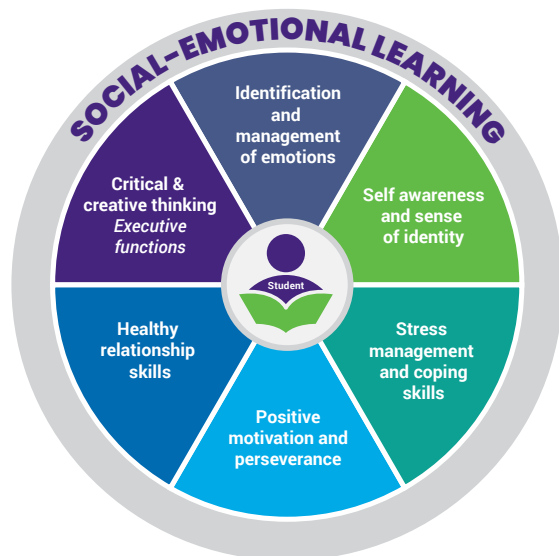 SOCIAL-EMOTIONAL LEARNING
Identification
and
management
of emotions
Self awareness
and sense
of identity
Stress
management
and coping
skills
Positive
motivation and
perseverance
Healthy
relationship
skills
Critical &
creative thinking
Executive
functions
Student